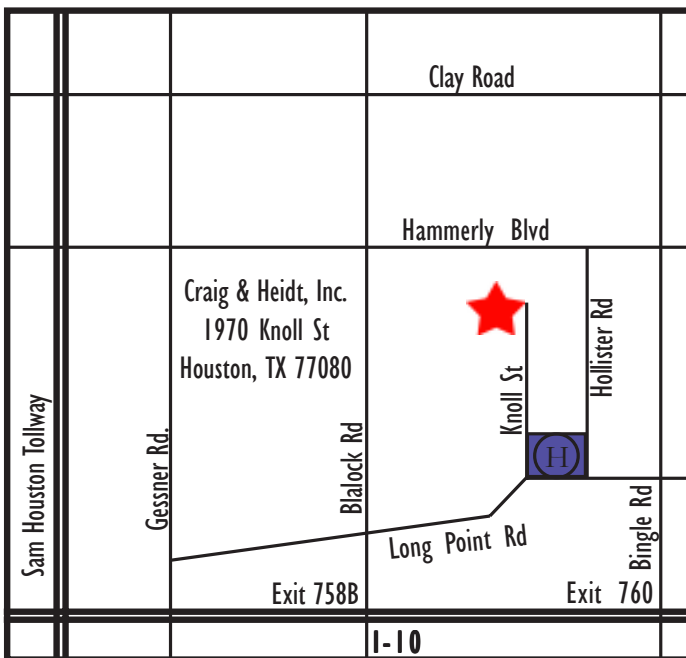 Clay Road
Hammerly Blvd
Craig & Heidt, Inc.
1970 Knoll St
Houston, TX 77080
Sam Houston Tollway
Gessner Rd.
Blalock Rd
Knoll St
Hollister Rd
H
Long Point Rd
Bingle Rd
Exit 758B
Exit 760
I-10